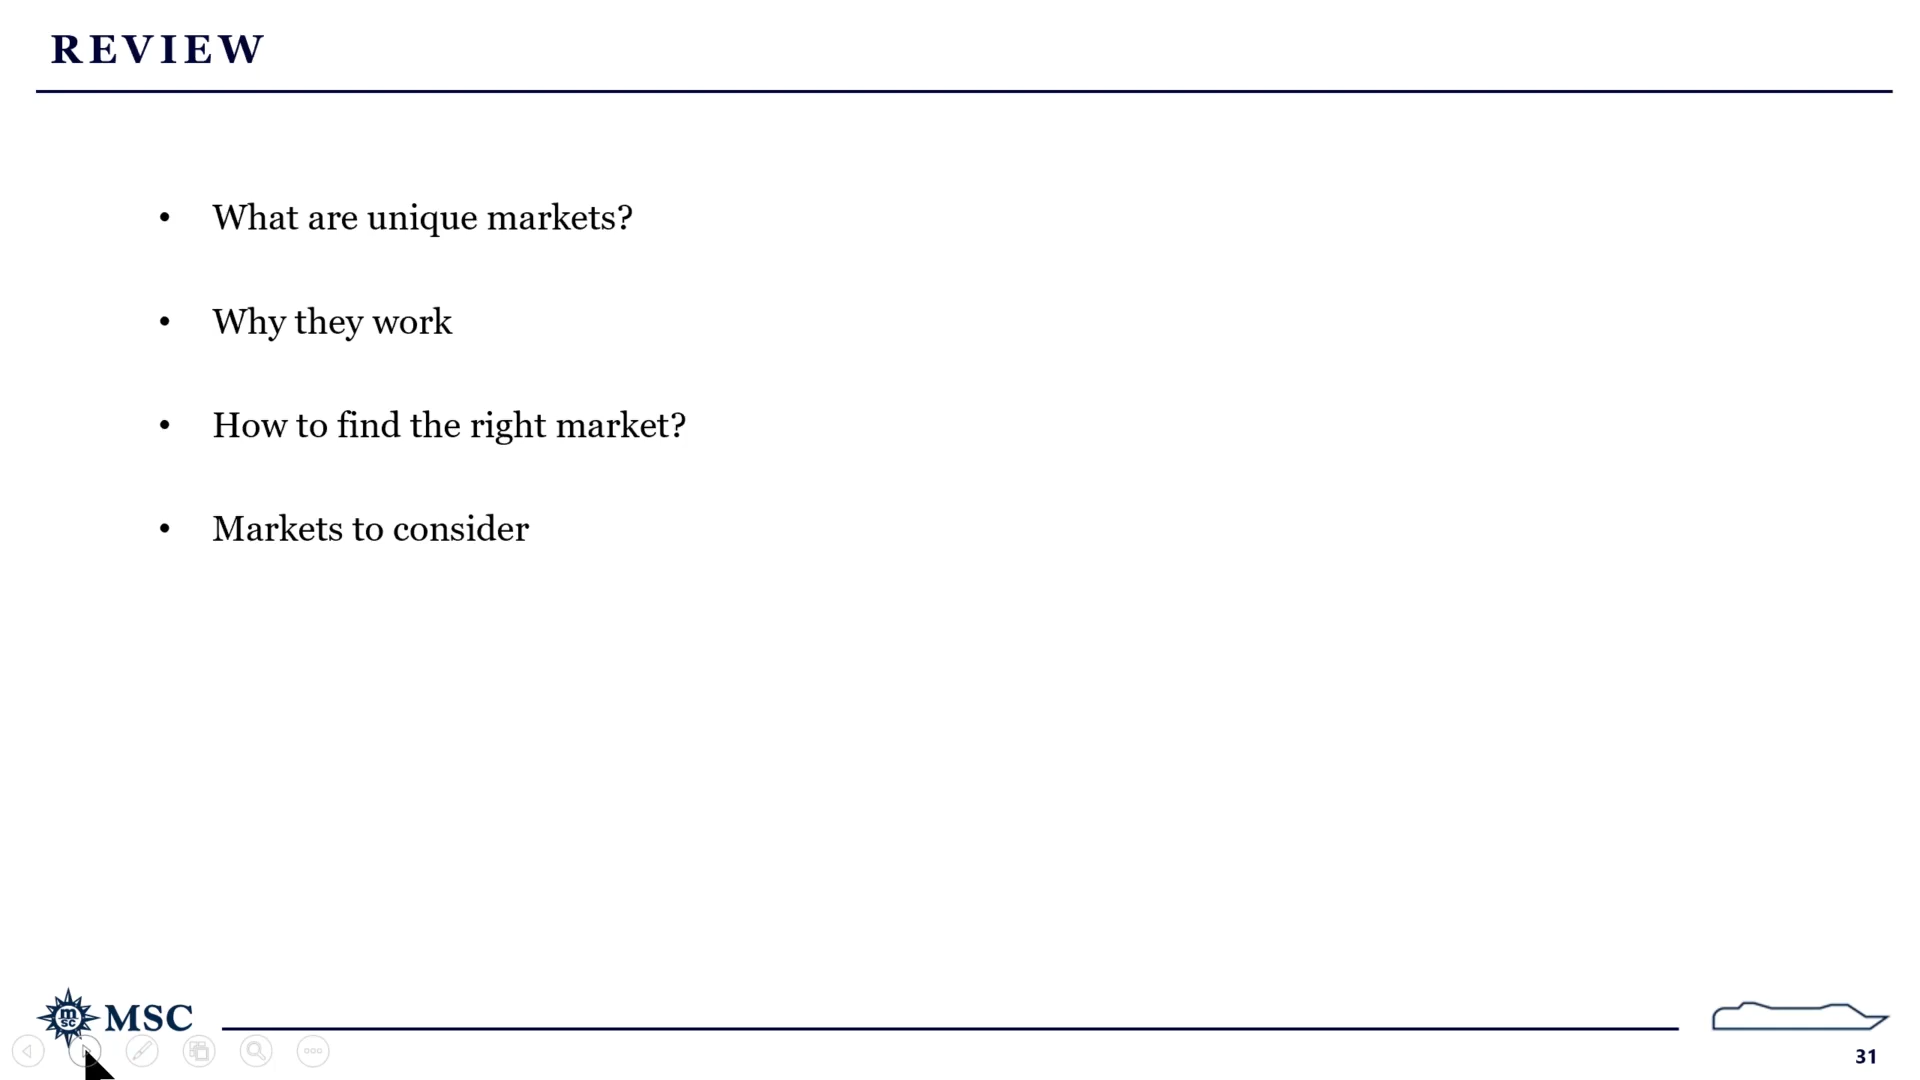 REVIEW
• What are unique markets?
• Why they work
• How to find the right market?
• Markets to consider
m
sc
MSC
31